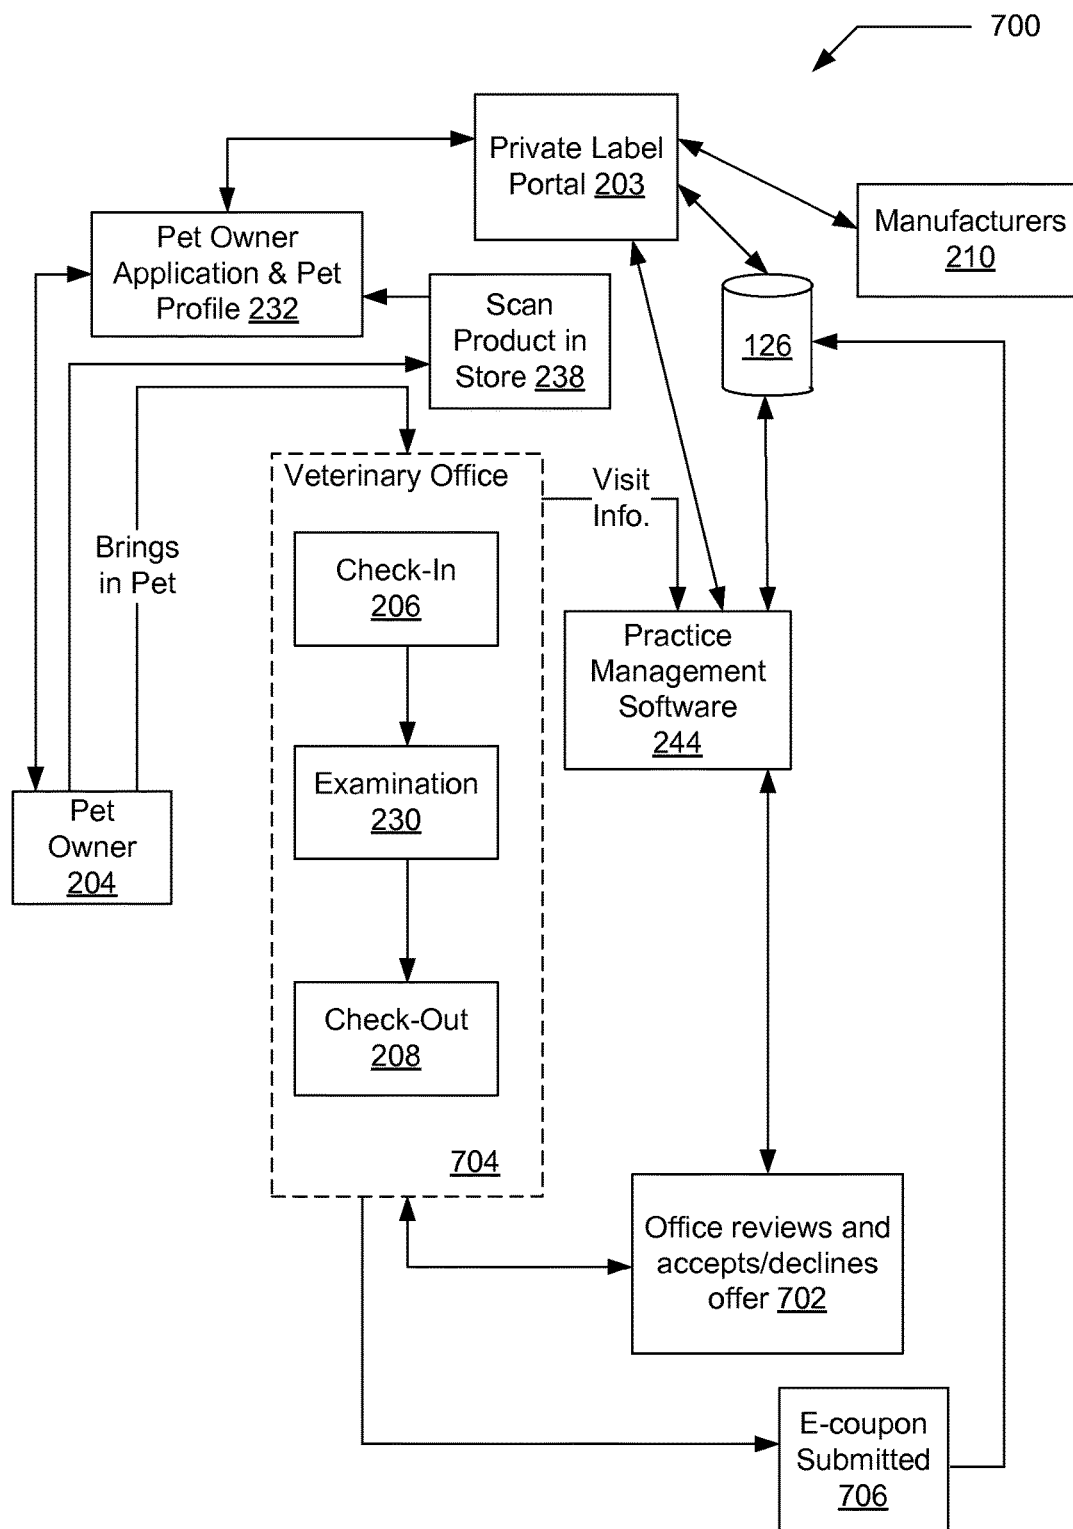 700
Private Label
Portal 203
Manufacturers
210
Pet Owner
Application & Pet
Profile 232
Scan
Product in
Store 238
126
Veterinary Office
Visit
Info.
Brings
in Pet
Check-In
206
Practice
Management
Software
244
Examination
230
Pet
Owner
204
Check-Out
208
704
Office reviews and
accepts/declines
offer 702
E-coupon
Submitted
706